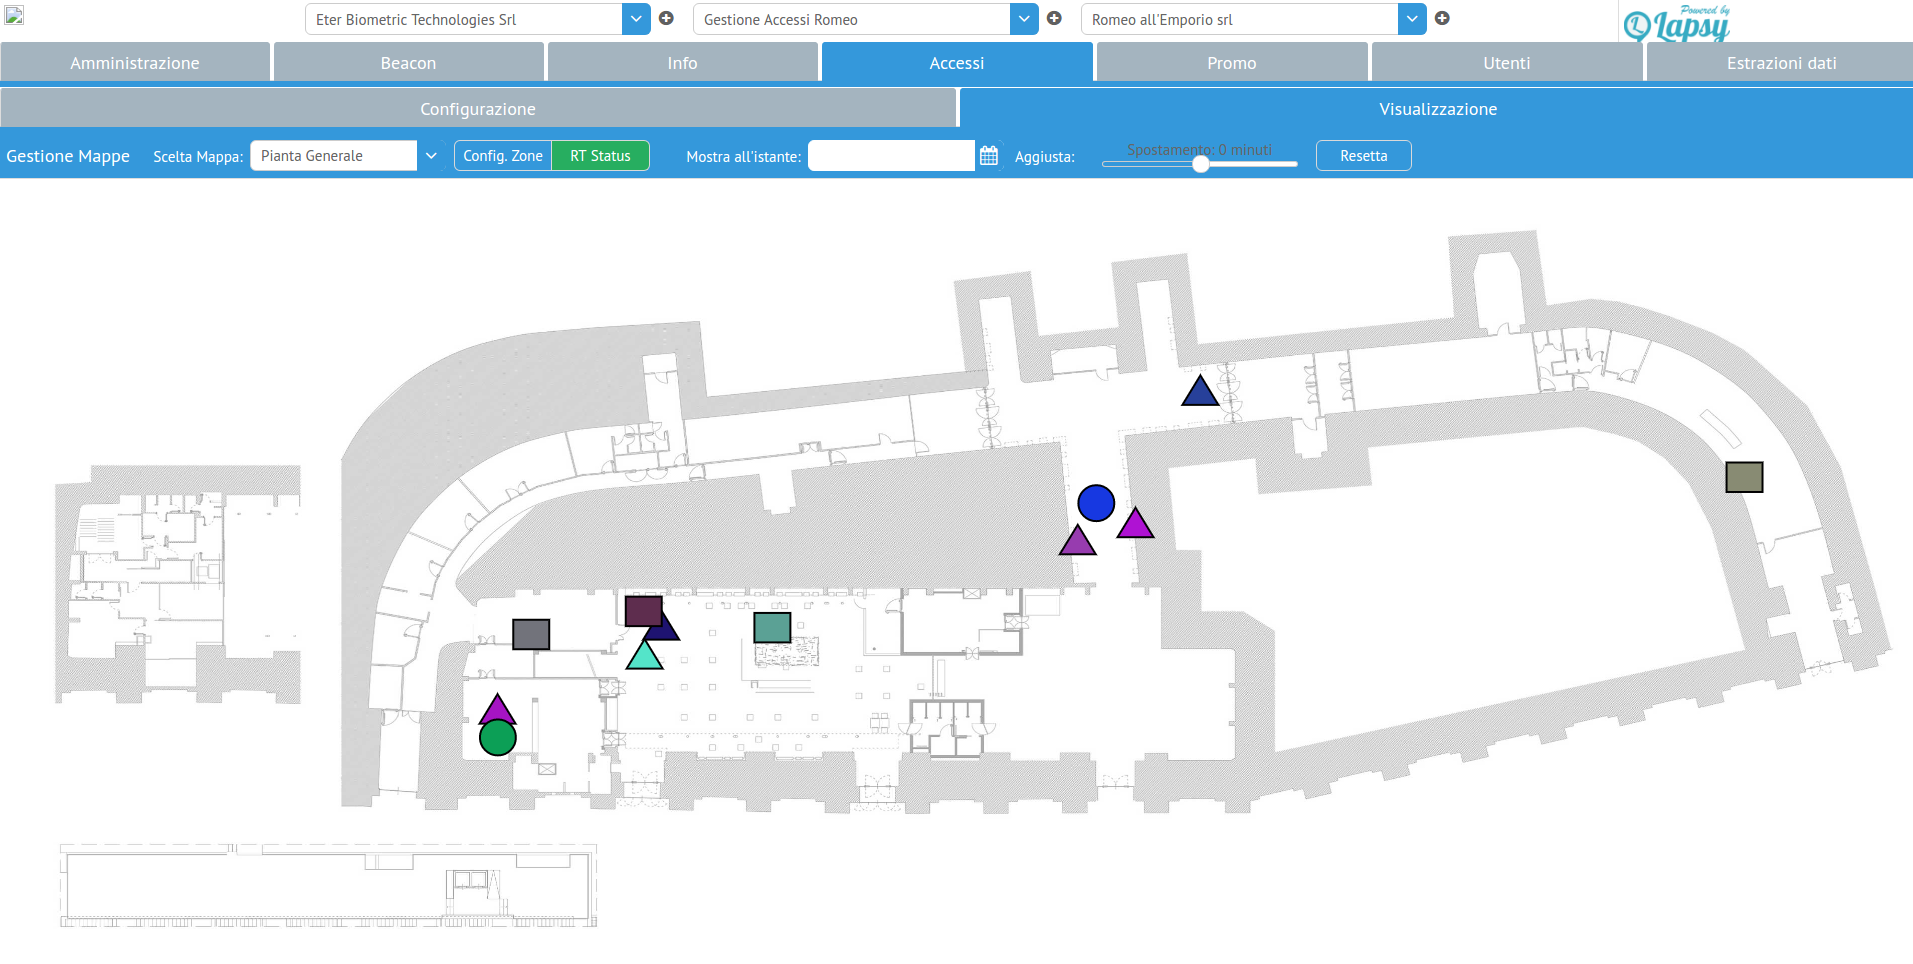 Eter Biometric Technologies Srl
Gestione Accessi Romeo
Romeo all'Emporio srl
Powered by
Lapsy
Amministrazione
Beacon
Info
Accessi
Promo
Utenti
Estrazioni dati
Configurazione
Visualizzazione
Gestione Mappe
Scelta Mappa:
Pianta Generale
Config. Zone
RT Status
Mostra all'istante:
Aggiusta:
Spostamento: 0 minuti
Resetta